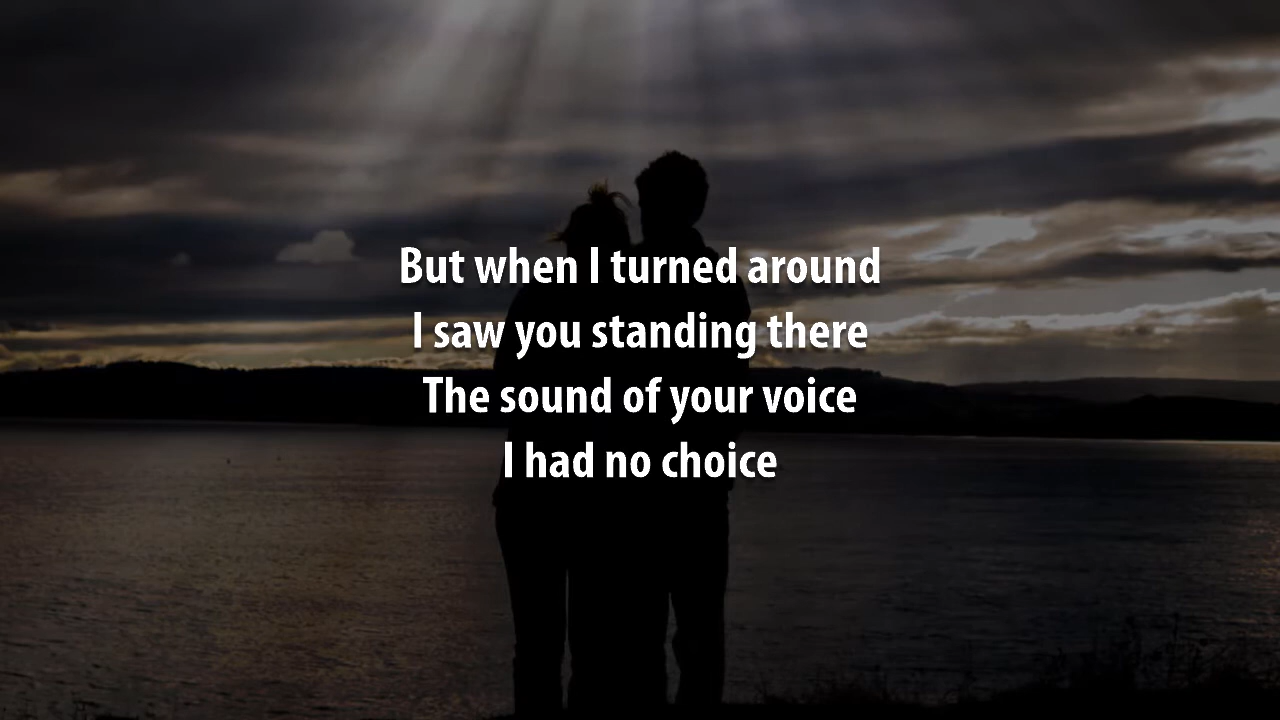 But when I turned around
I saw you standing there
The sound of your voice
I had no choice